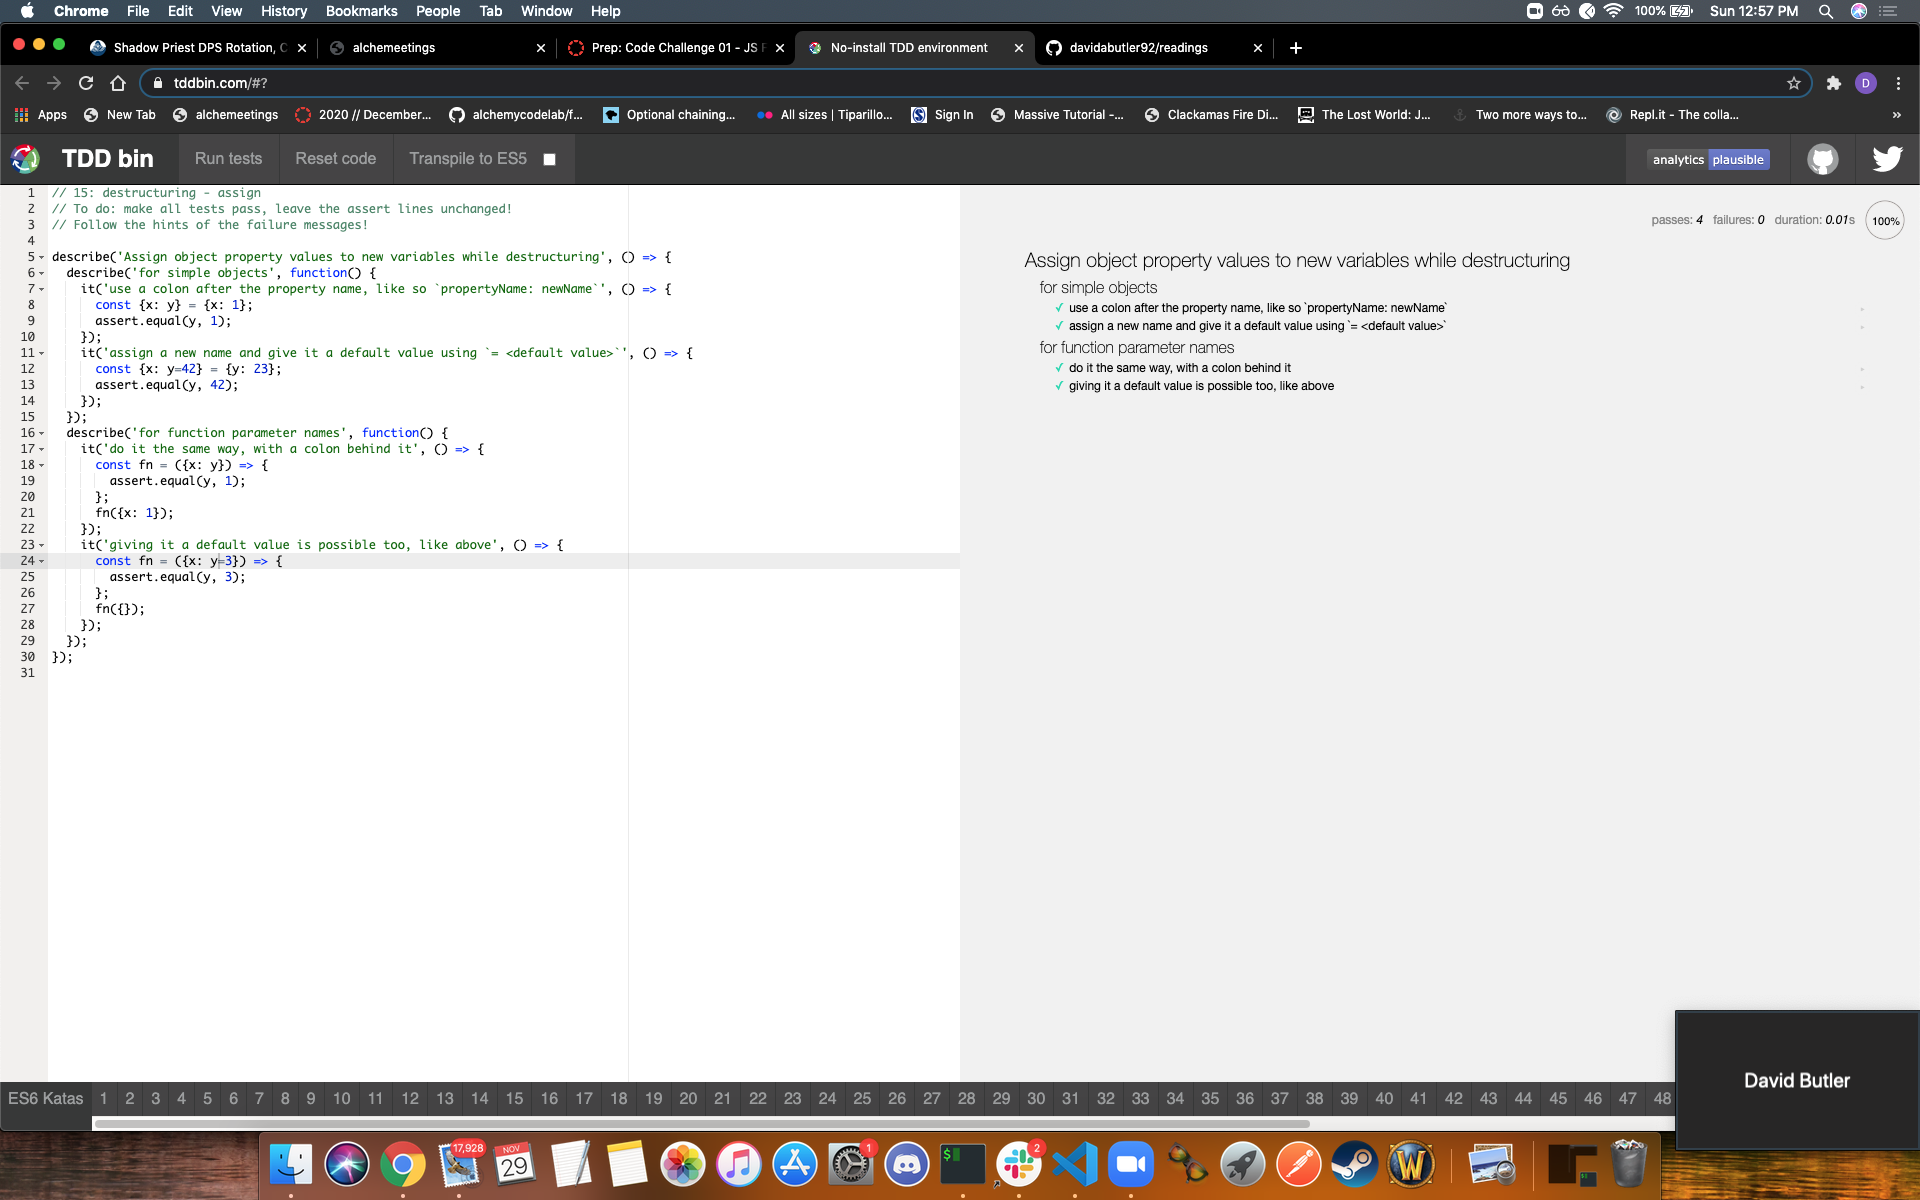 Chrome File Edit View History Bookmarks People Tab Window Help 100% Sun 12:57 PM
Shadow Priest DPS Rotation, C alchemeetings Prep: Code Challenge 01 - JS F No-install TDD environment davidabutler92/readings
tddbin.com/#? D
Apps New Tab alchemeetings 2020 // December... alchemycodelab/f... Optional chaining... All sizes | Tiparillo... Sign In Massive Tutorial -... Clackamas Fire Di... The Lost World: J... Two more ways to... Repl.it - The colla... »
TDD bin Run tests Reset code Transpile to ES5 analytics plausible
1 // 15: destructuring - assign
2 // To do: make all tests pass, leave the assert lines unchanged!
3 // Follow the hints of the failure messages!
4
5 describe('Assign object property values to new variables while destructuring', () => {
6 describe('for simple objects', function() {
7 it('use a colon after the property name, like so `propertyName: newName`', () => {
8 const {x: y} = {x: 1};
9 assert.equal(y, 1);
10 });
11 it('assign a new name and give it a default value using `= <default value>`', () => {
12 const {x: y=42} = {y: 23};
13 assert.equal(y, 42);
14 });
15 });
16 describe('for function parameter names', function() {
17 it('do it the same way, with a colon behind it', () => {
18 const fn = ({x: y}) => {
19 assert.equal(y, 1);
20 };
21 fn({x: 1});
22 });
23 it('giving it a default value is possible too, like above', () => {
24 const fn = ({x: y=3}) => {
25 assert.equal(y, 3);
26 };
27 fn({});
28 });
29 });
30 });
31
passes: 4 failures: 0 duration: 0.01s 100%
Assign object property values to new variables while destructuring
for simple objects
✓ use a colon after the property name, like so `propertyName: newName`
✓ assign a new name and give it a default value using `= <default value>`
for function parameter names
✓ do it the same way, with a colon behind it
✓ giving it a default value is possible too, like above
David Butler
ES6 Katas 1 2 3 4 5 6 7 8 9 10 11 12 13 14 15 16 17 18 19 20 21 22 23 24 25 26 27 28 29 30 31 32 33 34 35 36 37 38 39 40 41 42 43 44 45 46 47 48
17,928 NOV 29 1 $ 2 W